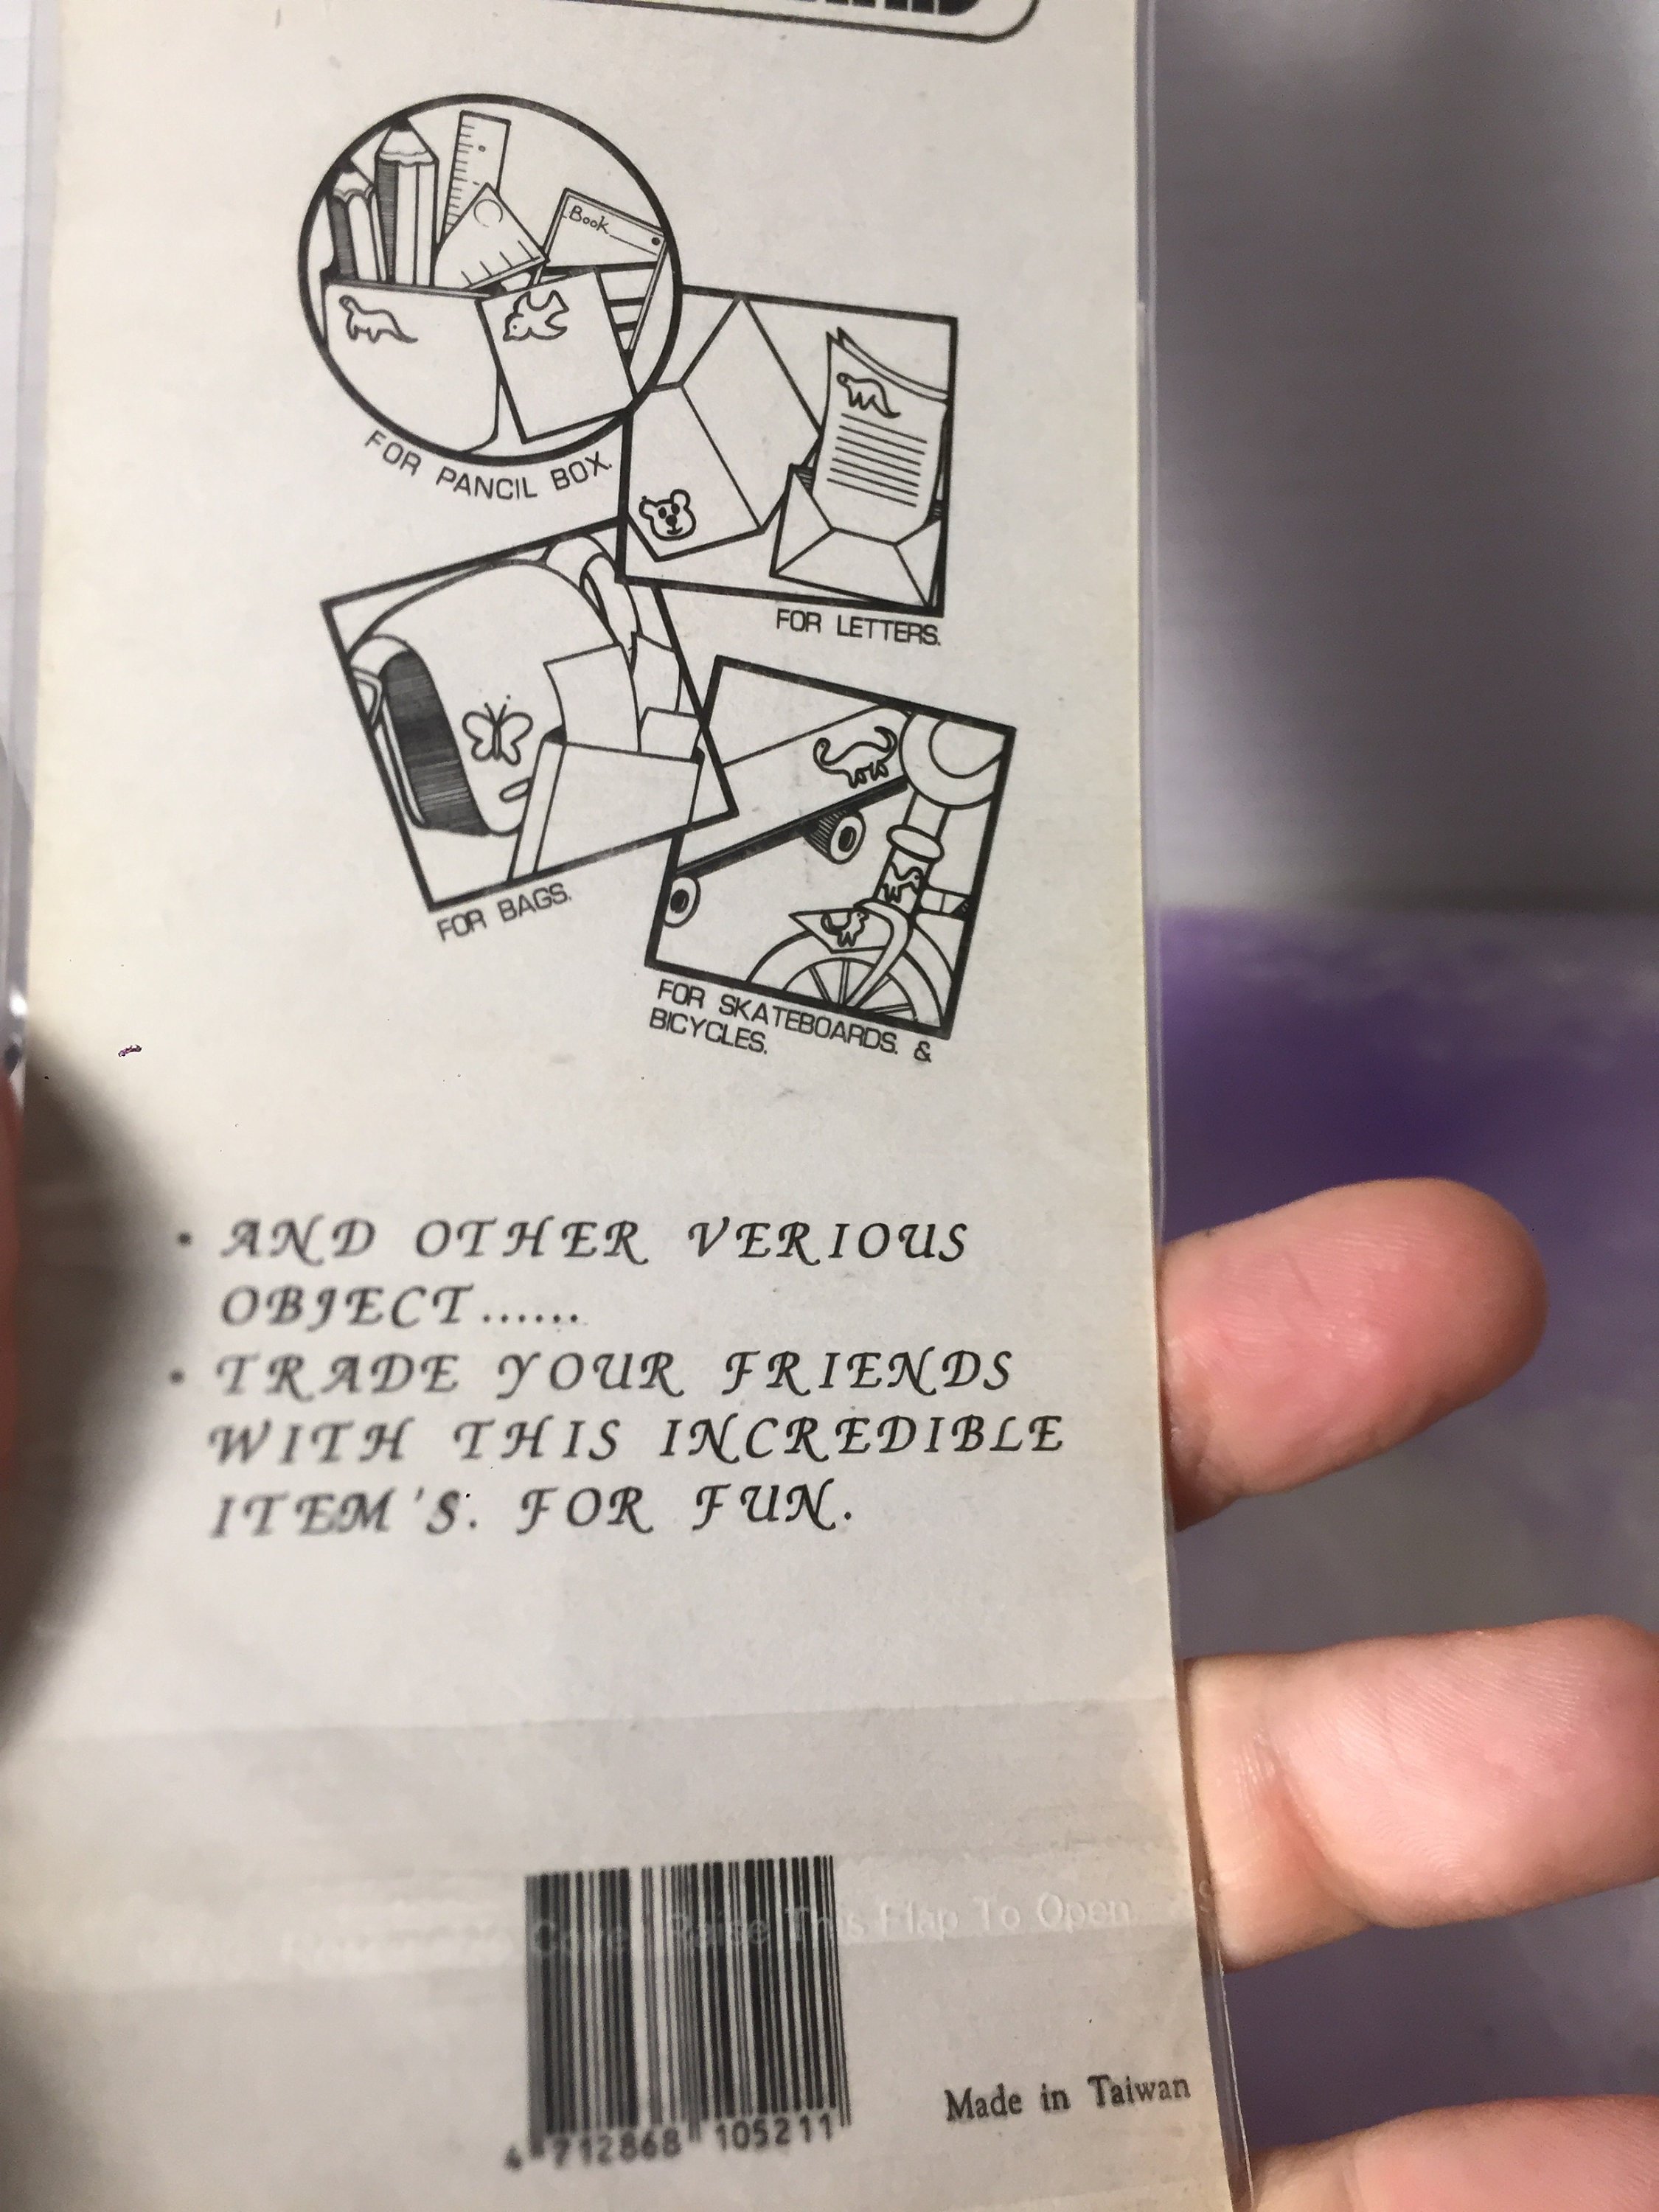 Book
FOR PANCIL BOX.
FOR LETTERS.
FOR BAGS.
FOR SKATEBOARDS. &
BICYCLES.
• AND OTHER VERIOUS
OBJECT......
• TRADE YOUR FRIENDS
WITH THIS INCREDIBLE
ITEM'S. FOR FUN.
Raise This Flap To Open
4 712868 105211
Made in Taiwan